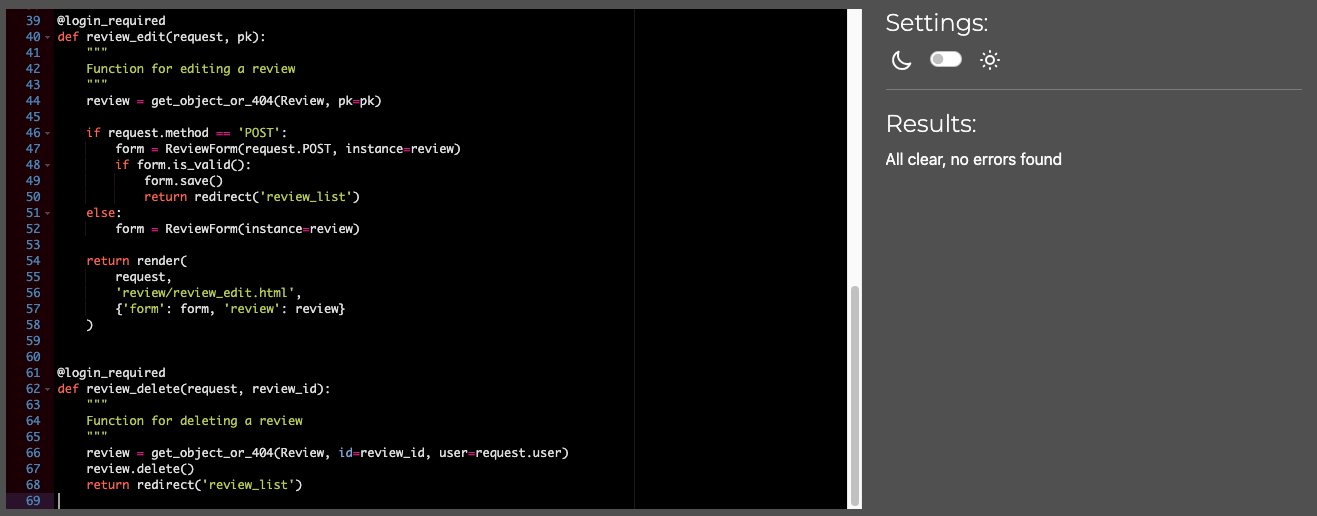 39 @login_required
40 def review_edit(request, pk):
41     """
42     Function for editing a review
43     """
44     review = get_object_or_404(Review, pk=pk)
45
46     if request.method == 'POST':
47         form = ReviewForm(request.POST, instance=review)
48         if form.is_valid():
49             form.save()
50             return redirect('review_list')
51     else:
52         form = ReviewForm(instance=review)
53
54     return render(
55         request,
56         'review/review_edit.html',
57         {'form': form, 'review': review}
58     )
59
60
61 @login_required
62 def review_delete(request, review_id):
63     """
64     Function for deleting a review
65     """
66     review = get_object_or_404(Review, id=review_id, user=request.user)
67     review.delete()
68     return redirect('review_list')
69
Settings:
Results:
All clear, no errors found